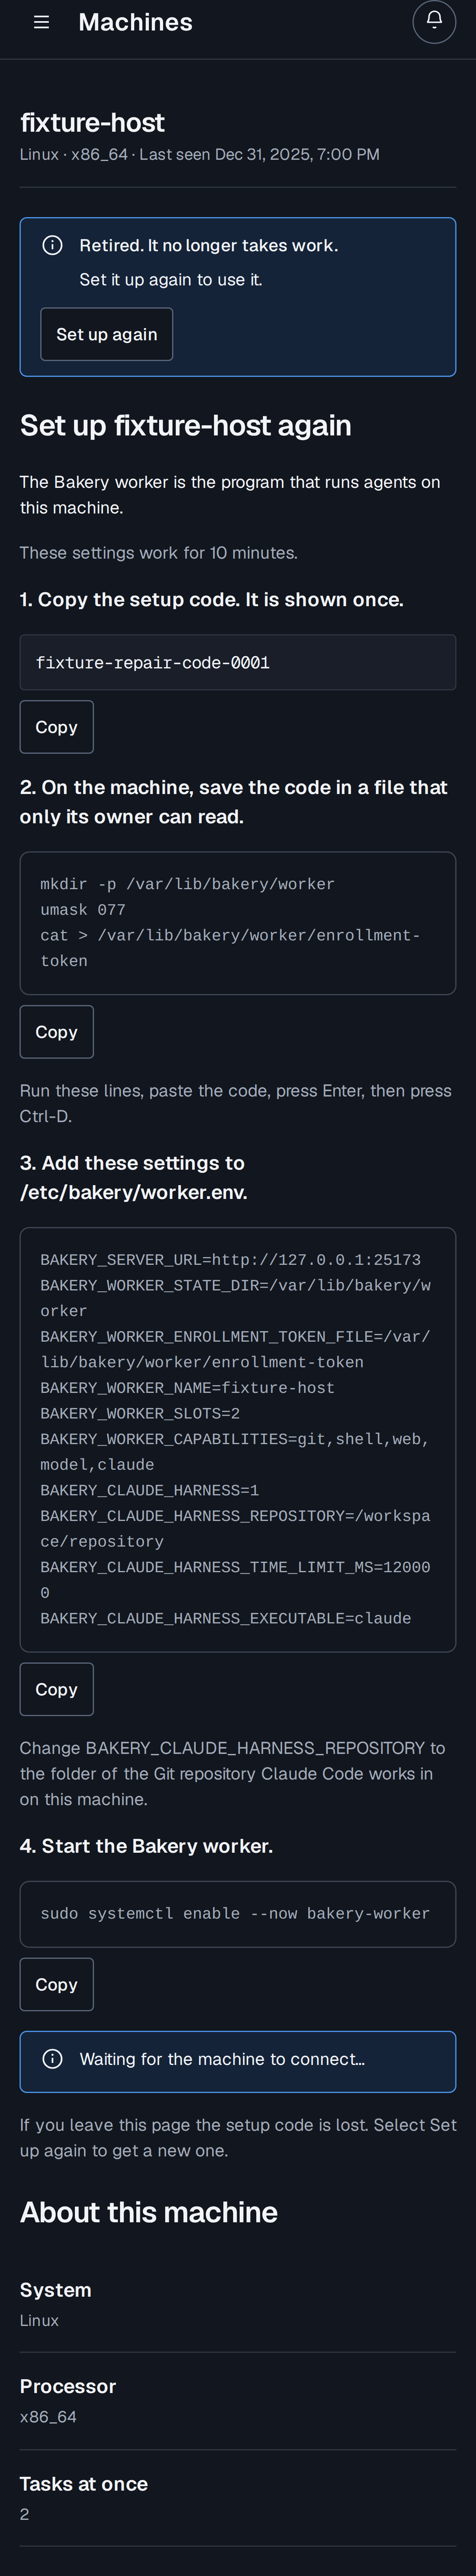 Machines
fixture-host
Linux · x86_64 · Last seen Dec 31, 2025, 7:00 PM
Retired. It no longer takes work.
Set it up again to use it.
Set up again
Set up fixture-host again
The Bakery worker is the program that runs agents on
this machine.
These settings work for 10 minutes.
1. Copy the setup code. It is shown once.
fixture-repair-code-0001
Copy
2. On the machine, save the code in a file that
only its owner can read.
mkdir -p /var/lib/bakery/worker
umask 077
cat > /var/lib/bakery/worker/enrollment-
token
Copy
Run these lines, paste the code, press Enter, then press
Ctrl-D.
3. Add these settings to
/etc/bakery/worker.env.
BAKERY_SERVER_URL=http://127.0.0.1:25173
BAKERY_WORKER_STATE_DIR=/var/lib/bakery/w
orker
BAKERY_WORKER_ENROLLMENT_TOKEN_FILE=/var/
lib/bakery/worker/enrollment-token
BAKERY_WORKER_NAME=fixture-host
BAKERY_WORKER_SLOTS=2
BAKERY_WORKER_CAPABILITIES=git,shell,web,
model,claude
BAKERY_CLAUDE_HARNESS=1
BAKERY_CLAUDE_HARNESS_REPOSITORY=/workspa
ce/repository
BAKERY_CLAUDE_HARNESS_TIME_LIMIT_MS=12000
0
BAKERY_CLAUDE_HARNESS_EXECUTABLE=claude
Copy
Change BAKERY_CLAUDE_HARNESS_REPOSITORY to
the folder of the Git repository Claude Code works in
on this machine.
4. Start the Bakery worker.
sudo systemctl enable --now bakery-worker
Copy
Waiting for the machine to connect…
If you leave this page the setup code is lost. Select Set
up again to get a new one.
About this machine
System
Linux
Processor
x86_64
Tasks at once
2